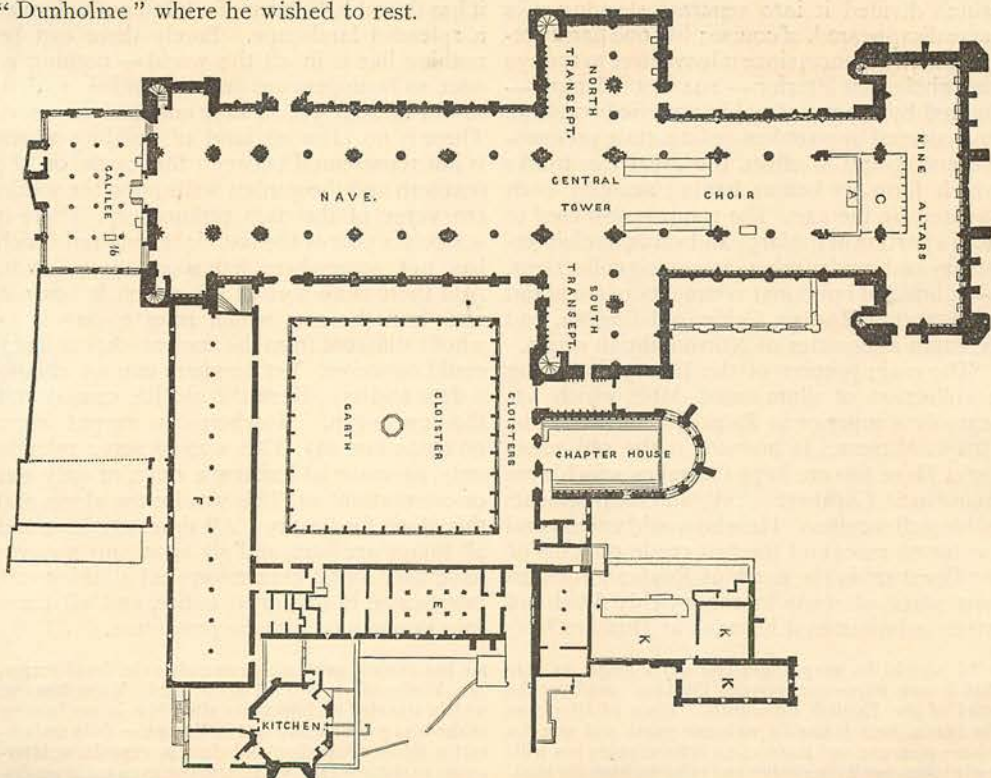 “ Dunholme ” where he wished to rest.
NORTH
TRANSEPT.
NINE ALTARS
GALILEE
16
NAVE.
CENTRAL
TOWER
CHOIR
A
C
SOUTH
TRANSEPT.
GARTH
CLOISTER
CLOISTERS
CHAPTER HOUSE
F
E
K
K
K
KITCHEN